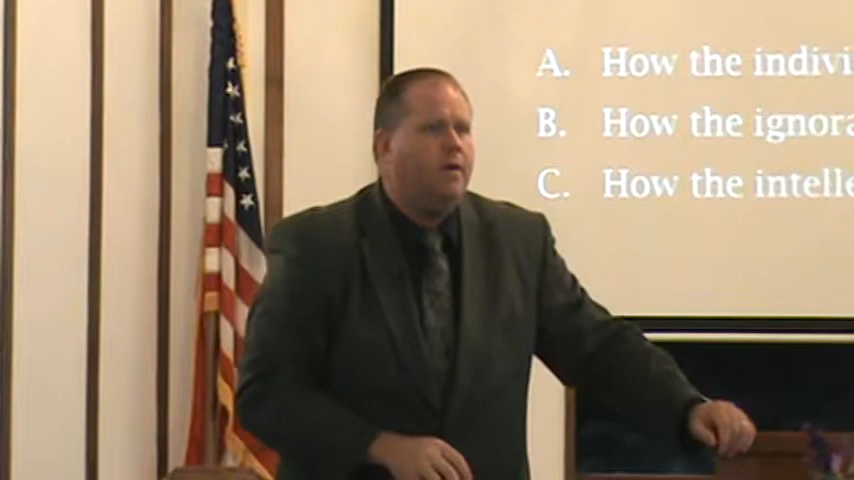 A. How the indivi
B. How the ignora
C. How the intelle